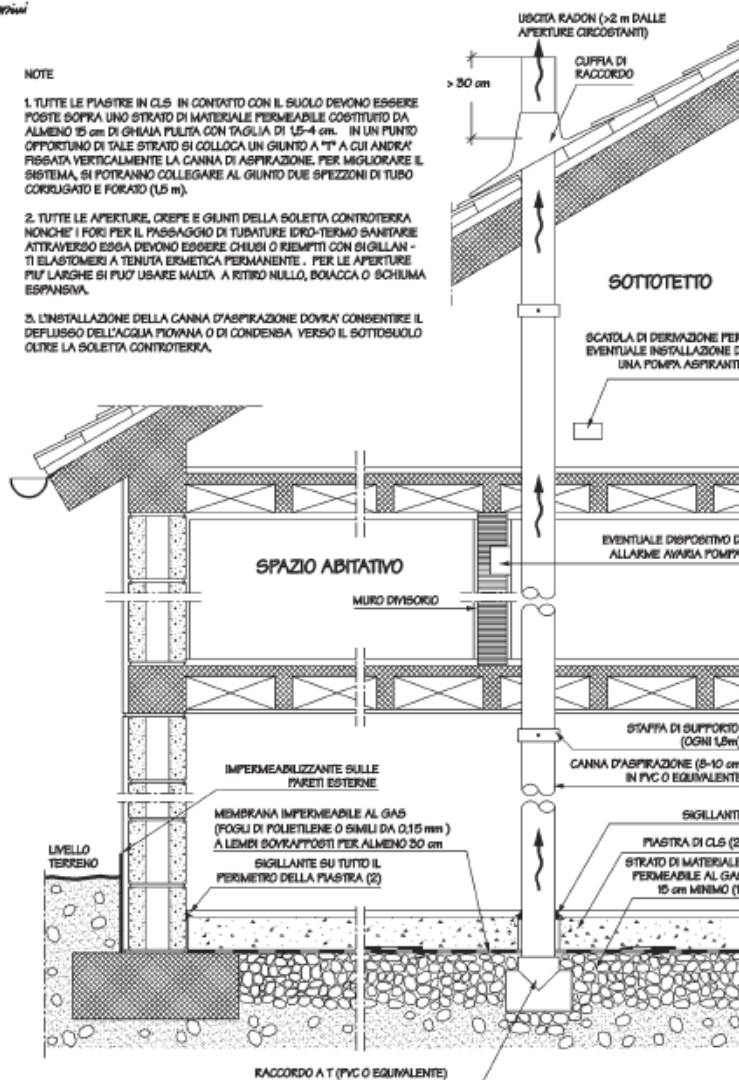 USCITA RADON (>2 m DALLE
APERTURE CIRCOSTANTI)
CUFFIA DI
RACCORDO
> 30 cm
NOTE
1. TUTTE LE PIASTRE IN CLS IN CONTATTO CON IL SUOLO DEVONO ESSERE
POSTE SOPRA UNO STRATO DI MATERIALE PERMEABILE COSTITUITO DA
ALMENO 15 cm DI GHIAIA PULITA CON TAGLIA DI 1,5-4 cm. IN UN PUNTO
OPPORTUNO DI TALE STRATO SI COLLOCA UN GIUNTO A "T" A CUI ANDRA'
FISSATA VERTICALMENTE LA CANNA DI ASPIRAZIONE. PER MIGLIORARE IL
SISTEMA, SI POTRANNO COLLEGARE AL GIUNTO DUE SPEZZONI DI TUBO
CORRUGATO E FORATO (1,5 m).
2. TUTTE LE APERTURE, CREPE E GIUNTI DELLA SOLETTA CONTROTERRA
NONCHE' I FORI PER IL PASSAGGIO DI TUBATURE IDRO-TERMO SANITARIE
ATTRAVERSO ESSA DEVONO ESSERE CHIUSI O RIEMPITI CON SIGILLAN -
TI ELASTOMERI A TENUTA ERMETICA PERMANENTE . PER LE APERTURE
PIU' LARGHE SI PUO' USARE MALTA A RITIRO NULLO, BOIACCA O SCHIUMA
ESPANSIVA.
3. L'INSTALLAZIONE DELLA CANNA D'ASPIRAZIONE DOVRA' CONSENTIRE IL
DEFLUSSO DELL'ACQUA PIOVANA O DI CONDENSA VERSO IL SOTTOSUOLO
OLTRE LA SOLETTA CONTROTERRA.
SOTTOTETTO
SCATOLA DI DERIVAZIONE PER
EVENTUALE INSTALLAZIONE D
UNA POMPA ASPIRANT
EVENTUALE DISPOSITIVO D
ALLARME AVARIA POMPA
SPAZIO ABITATIVO
MURO DIVISORIO
STAFFA DI SUPPORTO
(OGNI 1,8m)
CANNA D'ASPIRAZIONE (8-10 cm
IN PVC O EQUIVALENTE
IMPERMEABILIZZANTE SULLE
PARETI ESTERNE
MEMBRANA IMPERMEABILE AL GAS
(FOGLI DI POLIETILENE O SIMILI DA 0,15 mm )
A LEMBI SOVRAPPOSTI PER ALMENO 30 cm
SIGILLANTE SU TUTTO IL
PERIMETRO DELLA PIASTRA (2)
LIVELLO
TERRENO
SIGILLANTE
PIASTRA DI CLS (2
STRATO DI MATERIALE
PERMEABILE AL GAS
15 cm MINIMO (1
RACCORDO A T (PVC O EQUIVALENTE)